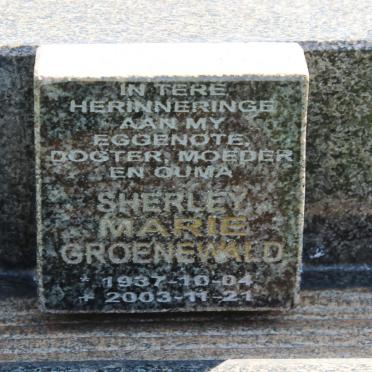 IN TERE
HERINNERINGE
AAN MY
EGGENOTE,
DOGTER, MOEDER
EN OUMA
SHERLEY
MARIE
GROENEWALD
* 1937-10-04
+ 2003-11-21